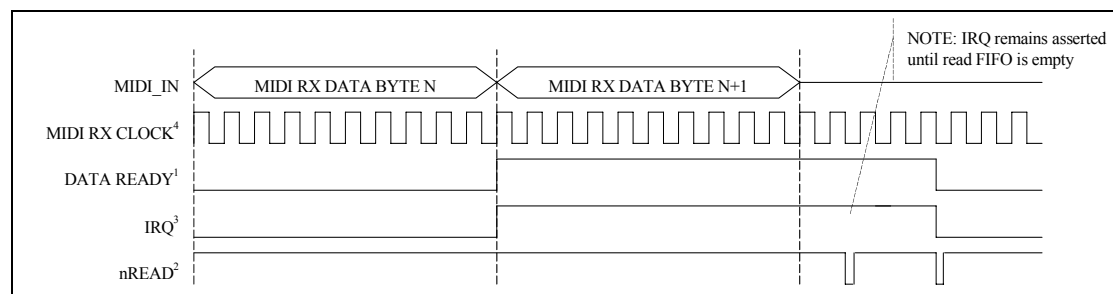 NOTE: IRQ remains asserted
until read FIFO is empty
MIDI_IN
MIDI RX DATA BYTE N
MIDI RX DATA BYTE N+1
MIDI RX CLOCK⁴
DATA READY¹
IRQ³
nREAD²